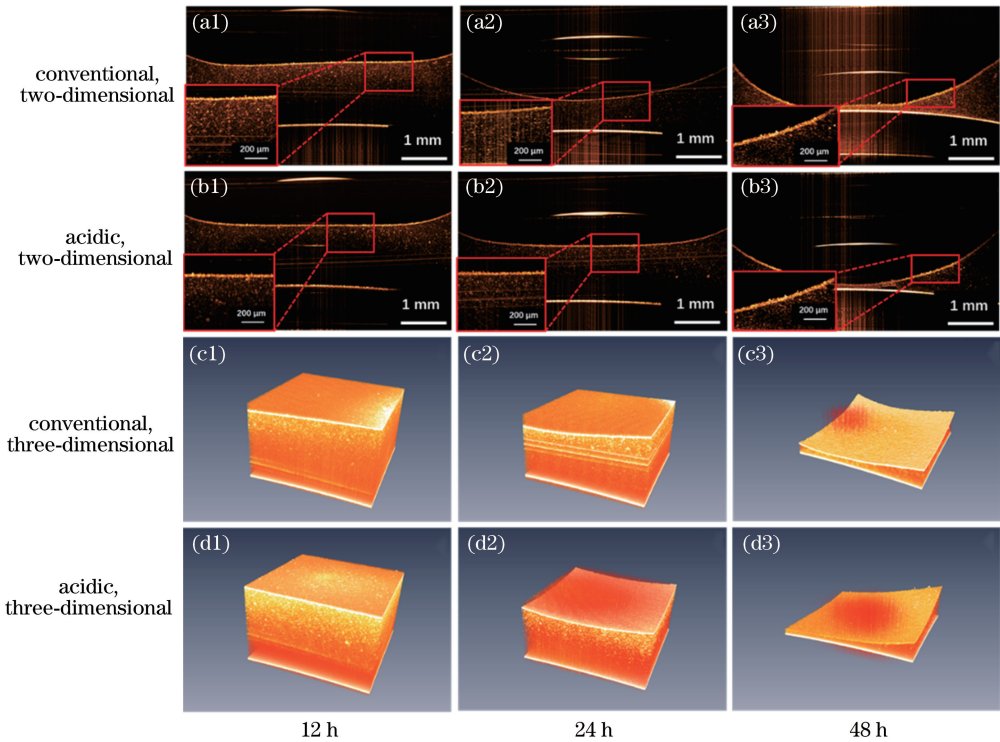 (a1) (a2) (a3)
conventional,
two-dimensional
200 μm 1 mm 200 μm 1 mm 200 μm 1 mm
(b1) (b2) (b3)
acidic,
two-dimensional
200 μm 1 mm 200 μm 1 mm 200 μm 1 mm
(c1) (c2) (c3)
conventional,
three-dimensional
(d1) (d2) (d3)
acidic,
three-dimensional
12 h 24 h 48 h